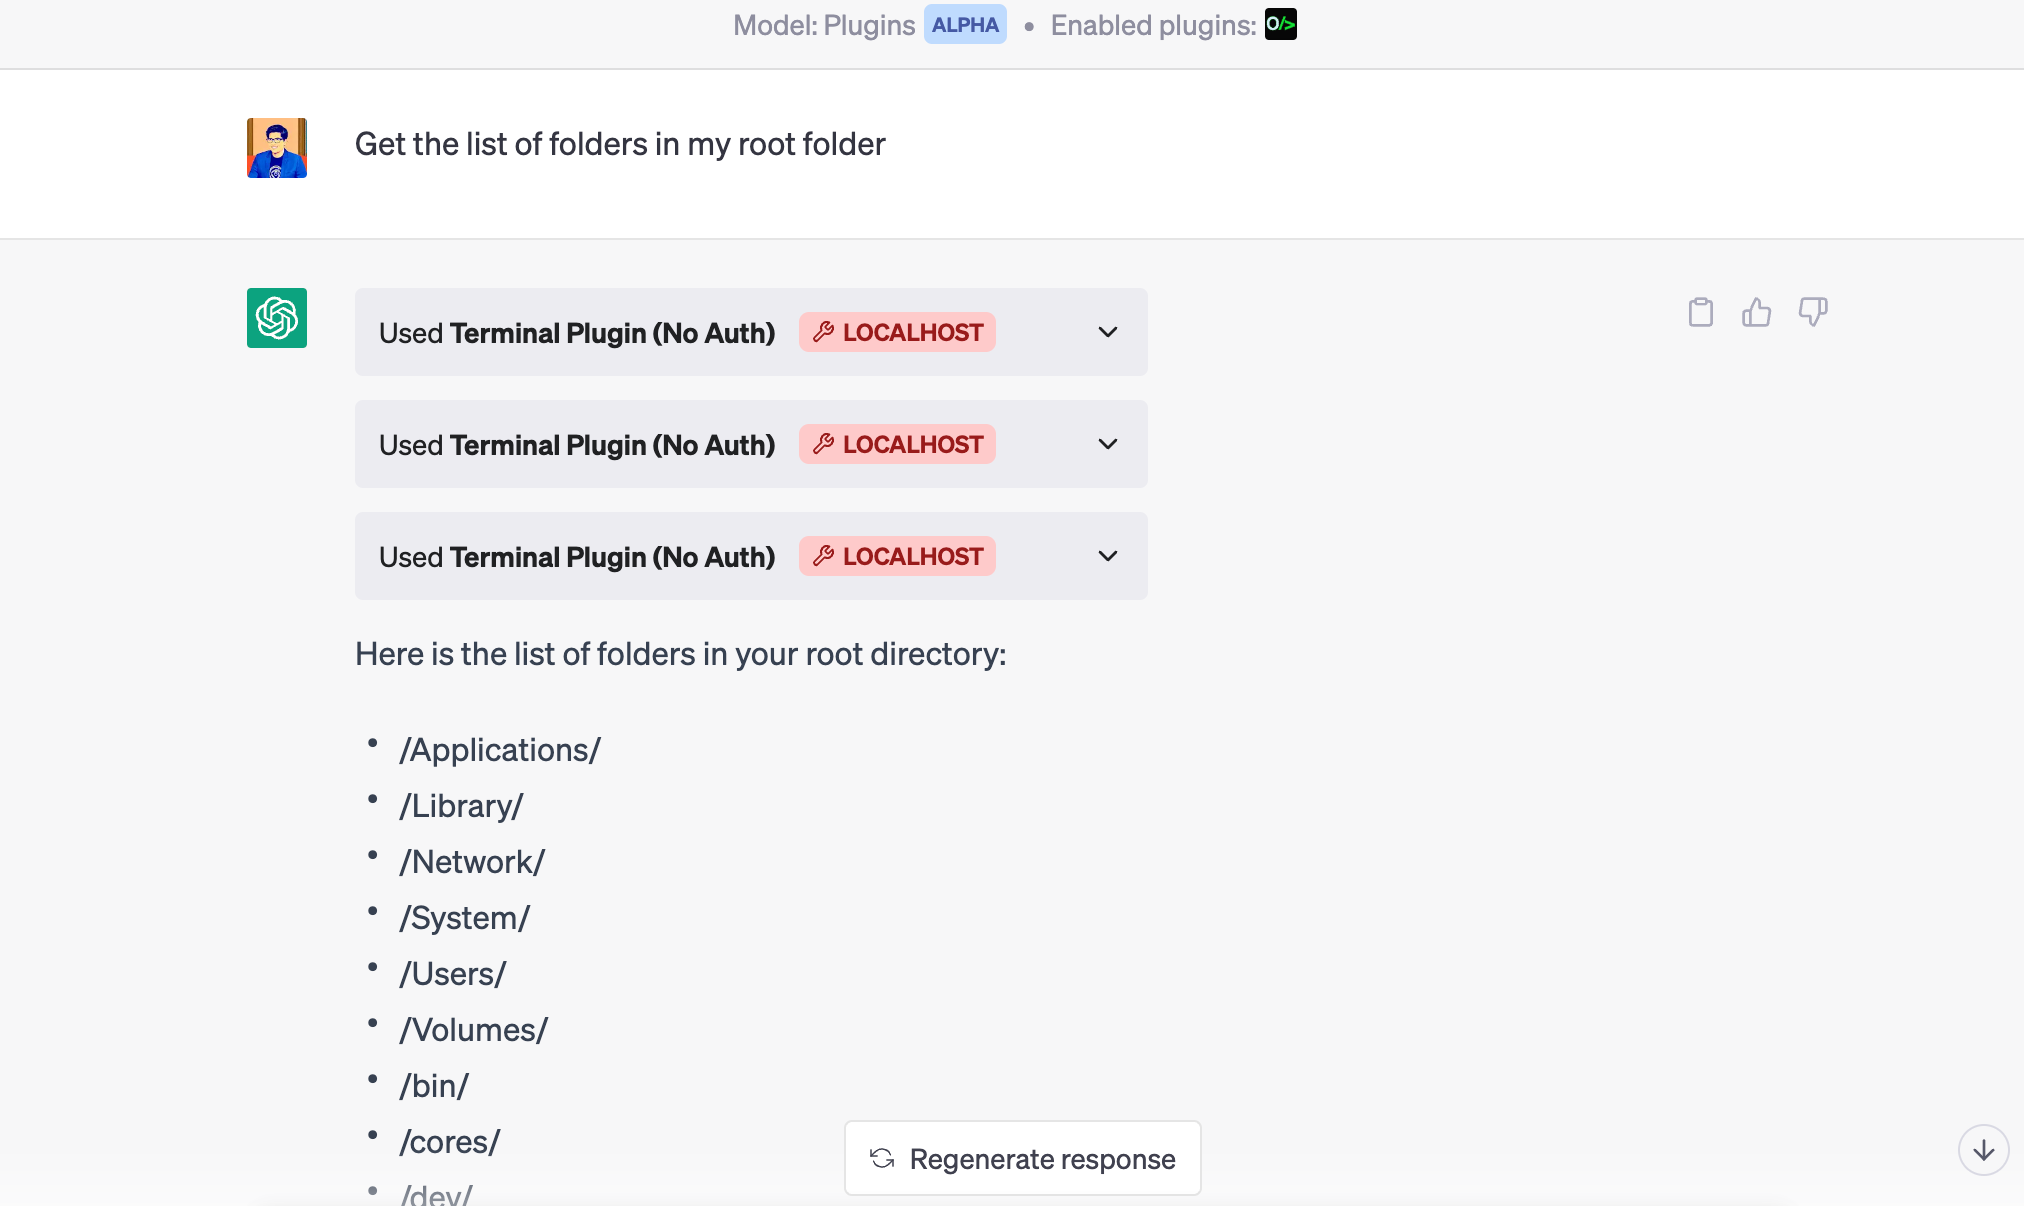 Model: Plugins ALPHA • Enabled plugins: O/>
Get the list of folders in my root folder
Used Terminal Plugin (No Auth) LOCALHOST
Used Terminal Plugin (No Auth) LOCALHOST
Used Terminal Plugin (No Auth) LOCALHOST
Here is the list of folders in your root directory:
• /Applications/
• /Library/
• /Network/
• /System/
• /Users/
• /Volumes/
• /bin/
• /cores/
• /dev/
Regenerate response